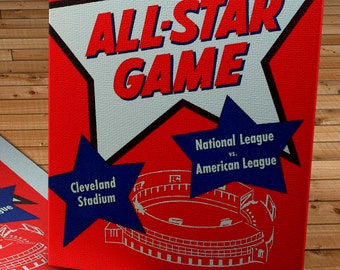 ALL-STAR
GAME
National League
vs.
American League
Cleveland
Stadium